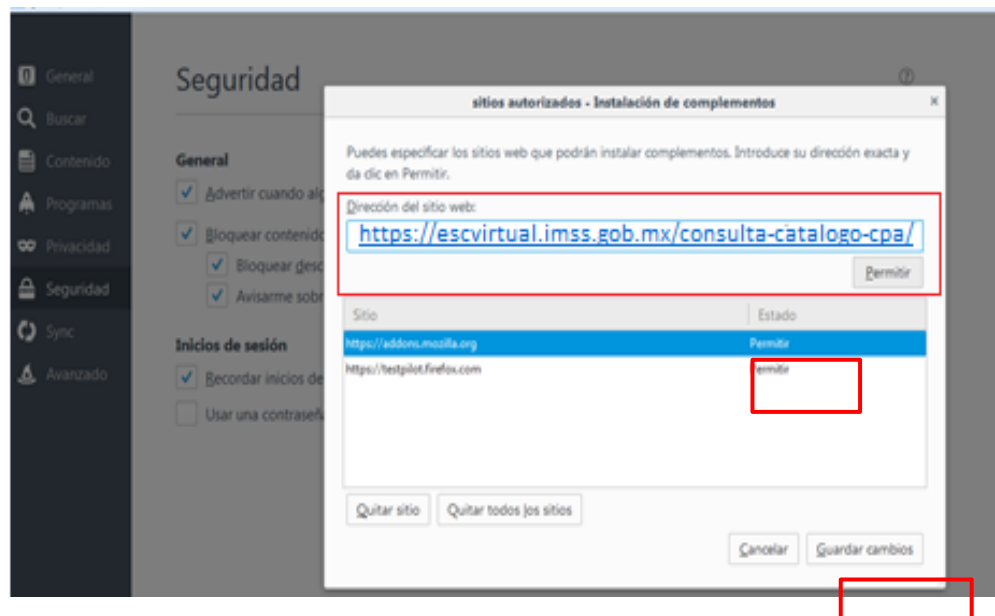 General
Buscar
Contenido
Programas
Privacidad
Seguridad
Sync
Avanzado
Seguridad
General
Advertir cuando alg
Bloquear contenido
Bloquear desc
Avisarme sobr
Inicios de sesión
Recordar inicios de
Usar una contraseñ
sitios autorizados - Instalación de complementos
Puedes especificar los sitios web que podrán instalar complementos. Introduce su dirección exacta y
da clic en Permitir.
Dirección del sitio web:
https://escvirtual.imss.gob.mx/consulta-catalogo-cpa/
Permitir
Sitio Estado
https://addons.mozilla.org Permitir
https://testpilot.firefox.com Permitir
Quitar sitio Quitar todos los sitios
Cancelar Guardar cambios